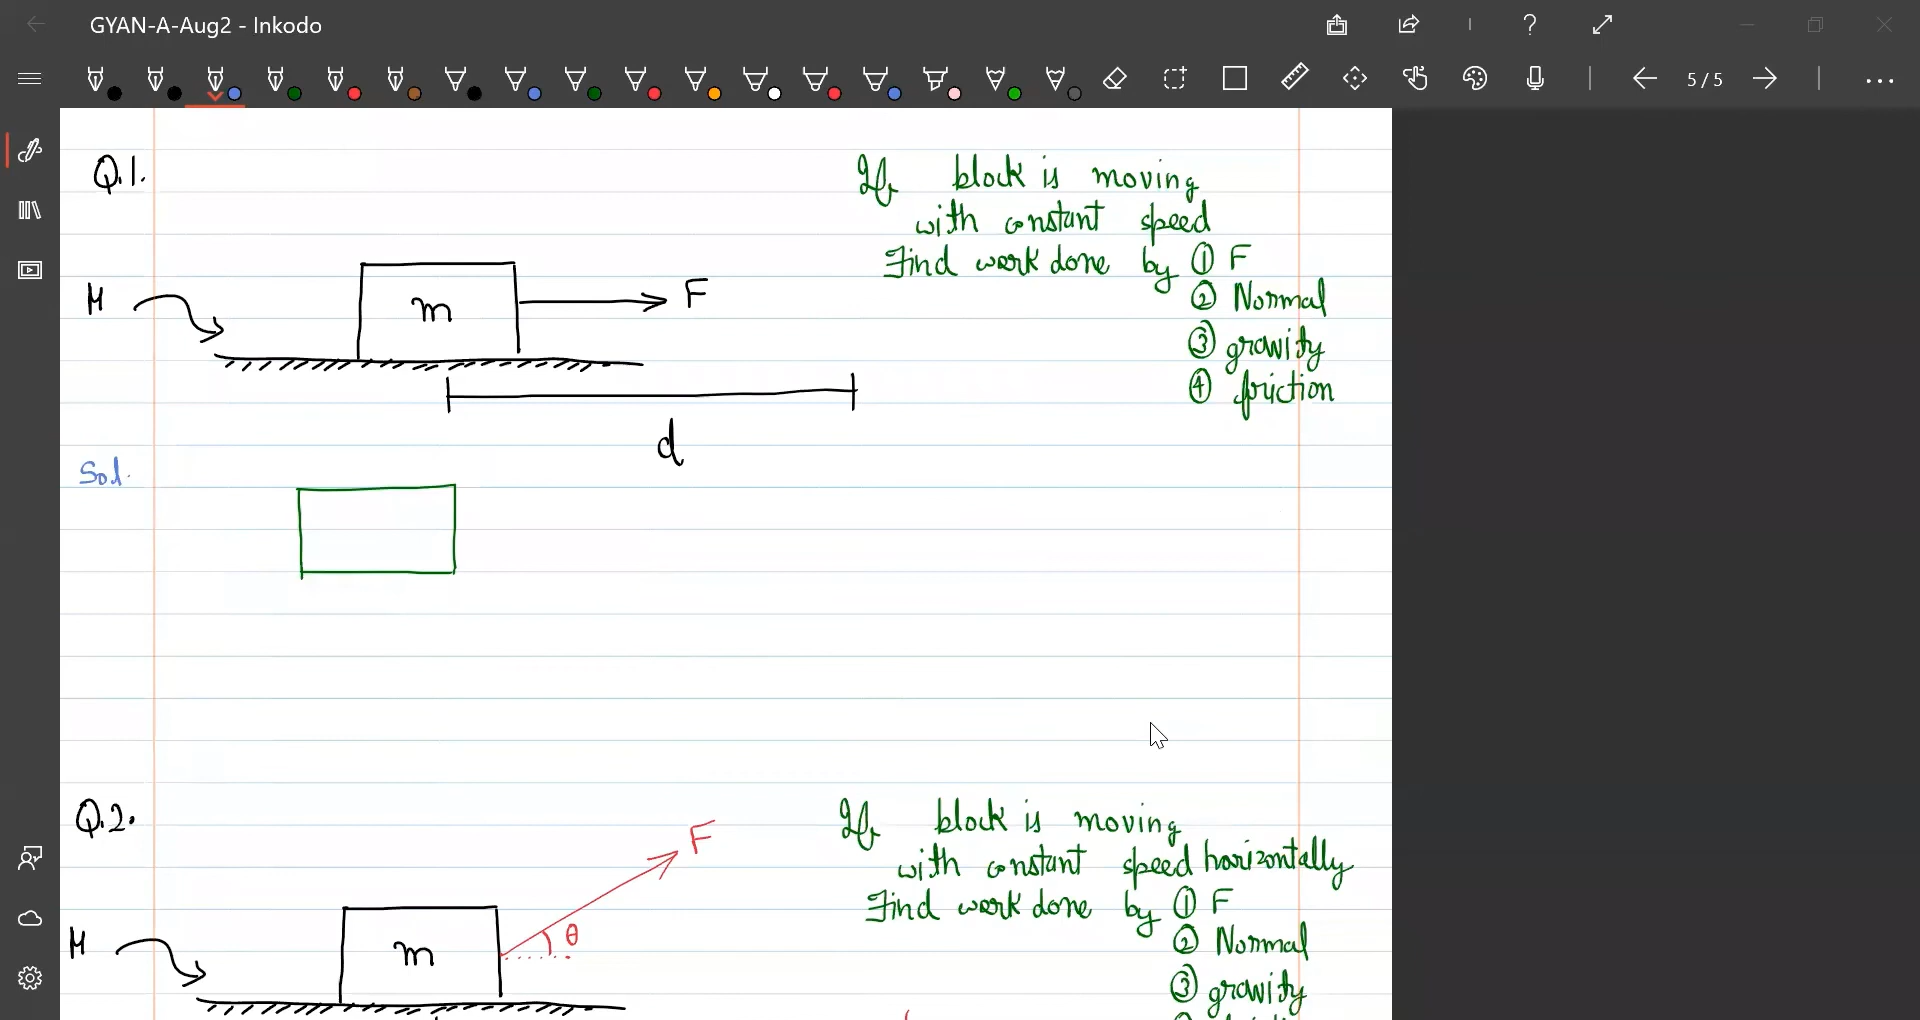 GYAN-A-Aug2 - Inkodo
5 / 5
Q.1.
If block is moving
with constant speed
Find work done by ① F
② Normal
③ gravity
④ friction
μ
m
F
d
Sol.
Q.2.
If block is moving
with constant speed horizontally
Find work done by ① F
② Normal
③ gravity
F
θ
μ
m